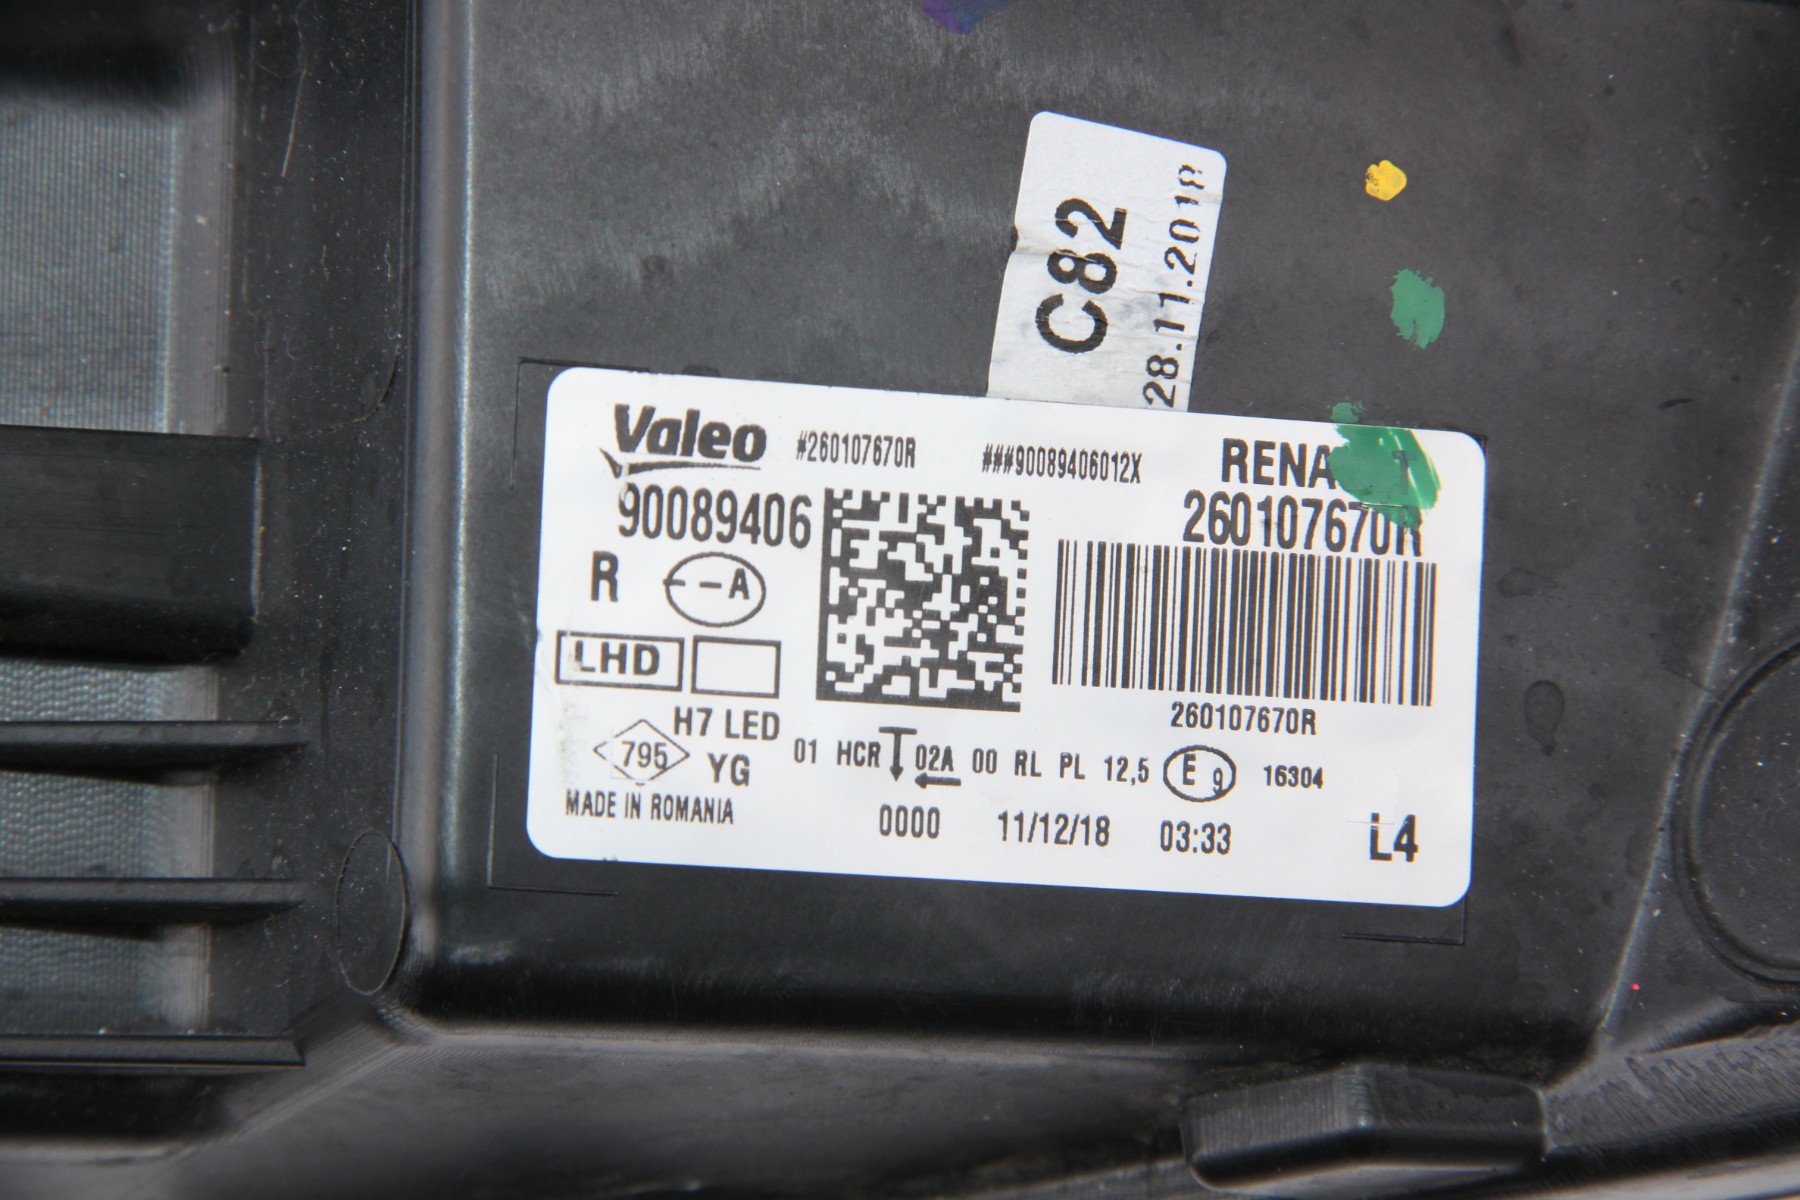 C82
28.11.2018
Valeo #260107670R ###90089406012X
90089406 260107670R
R -A
LHD
260107670R
H7 LED
795 YG
01 HCR 02A 00 RL PL 12,5 E 9 16304
MADE IN ROMANIA
0000 11/12/18 03:33 L4